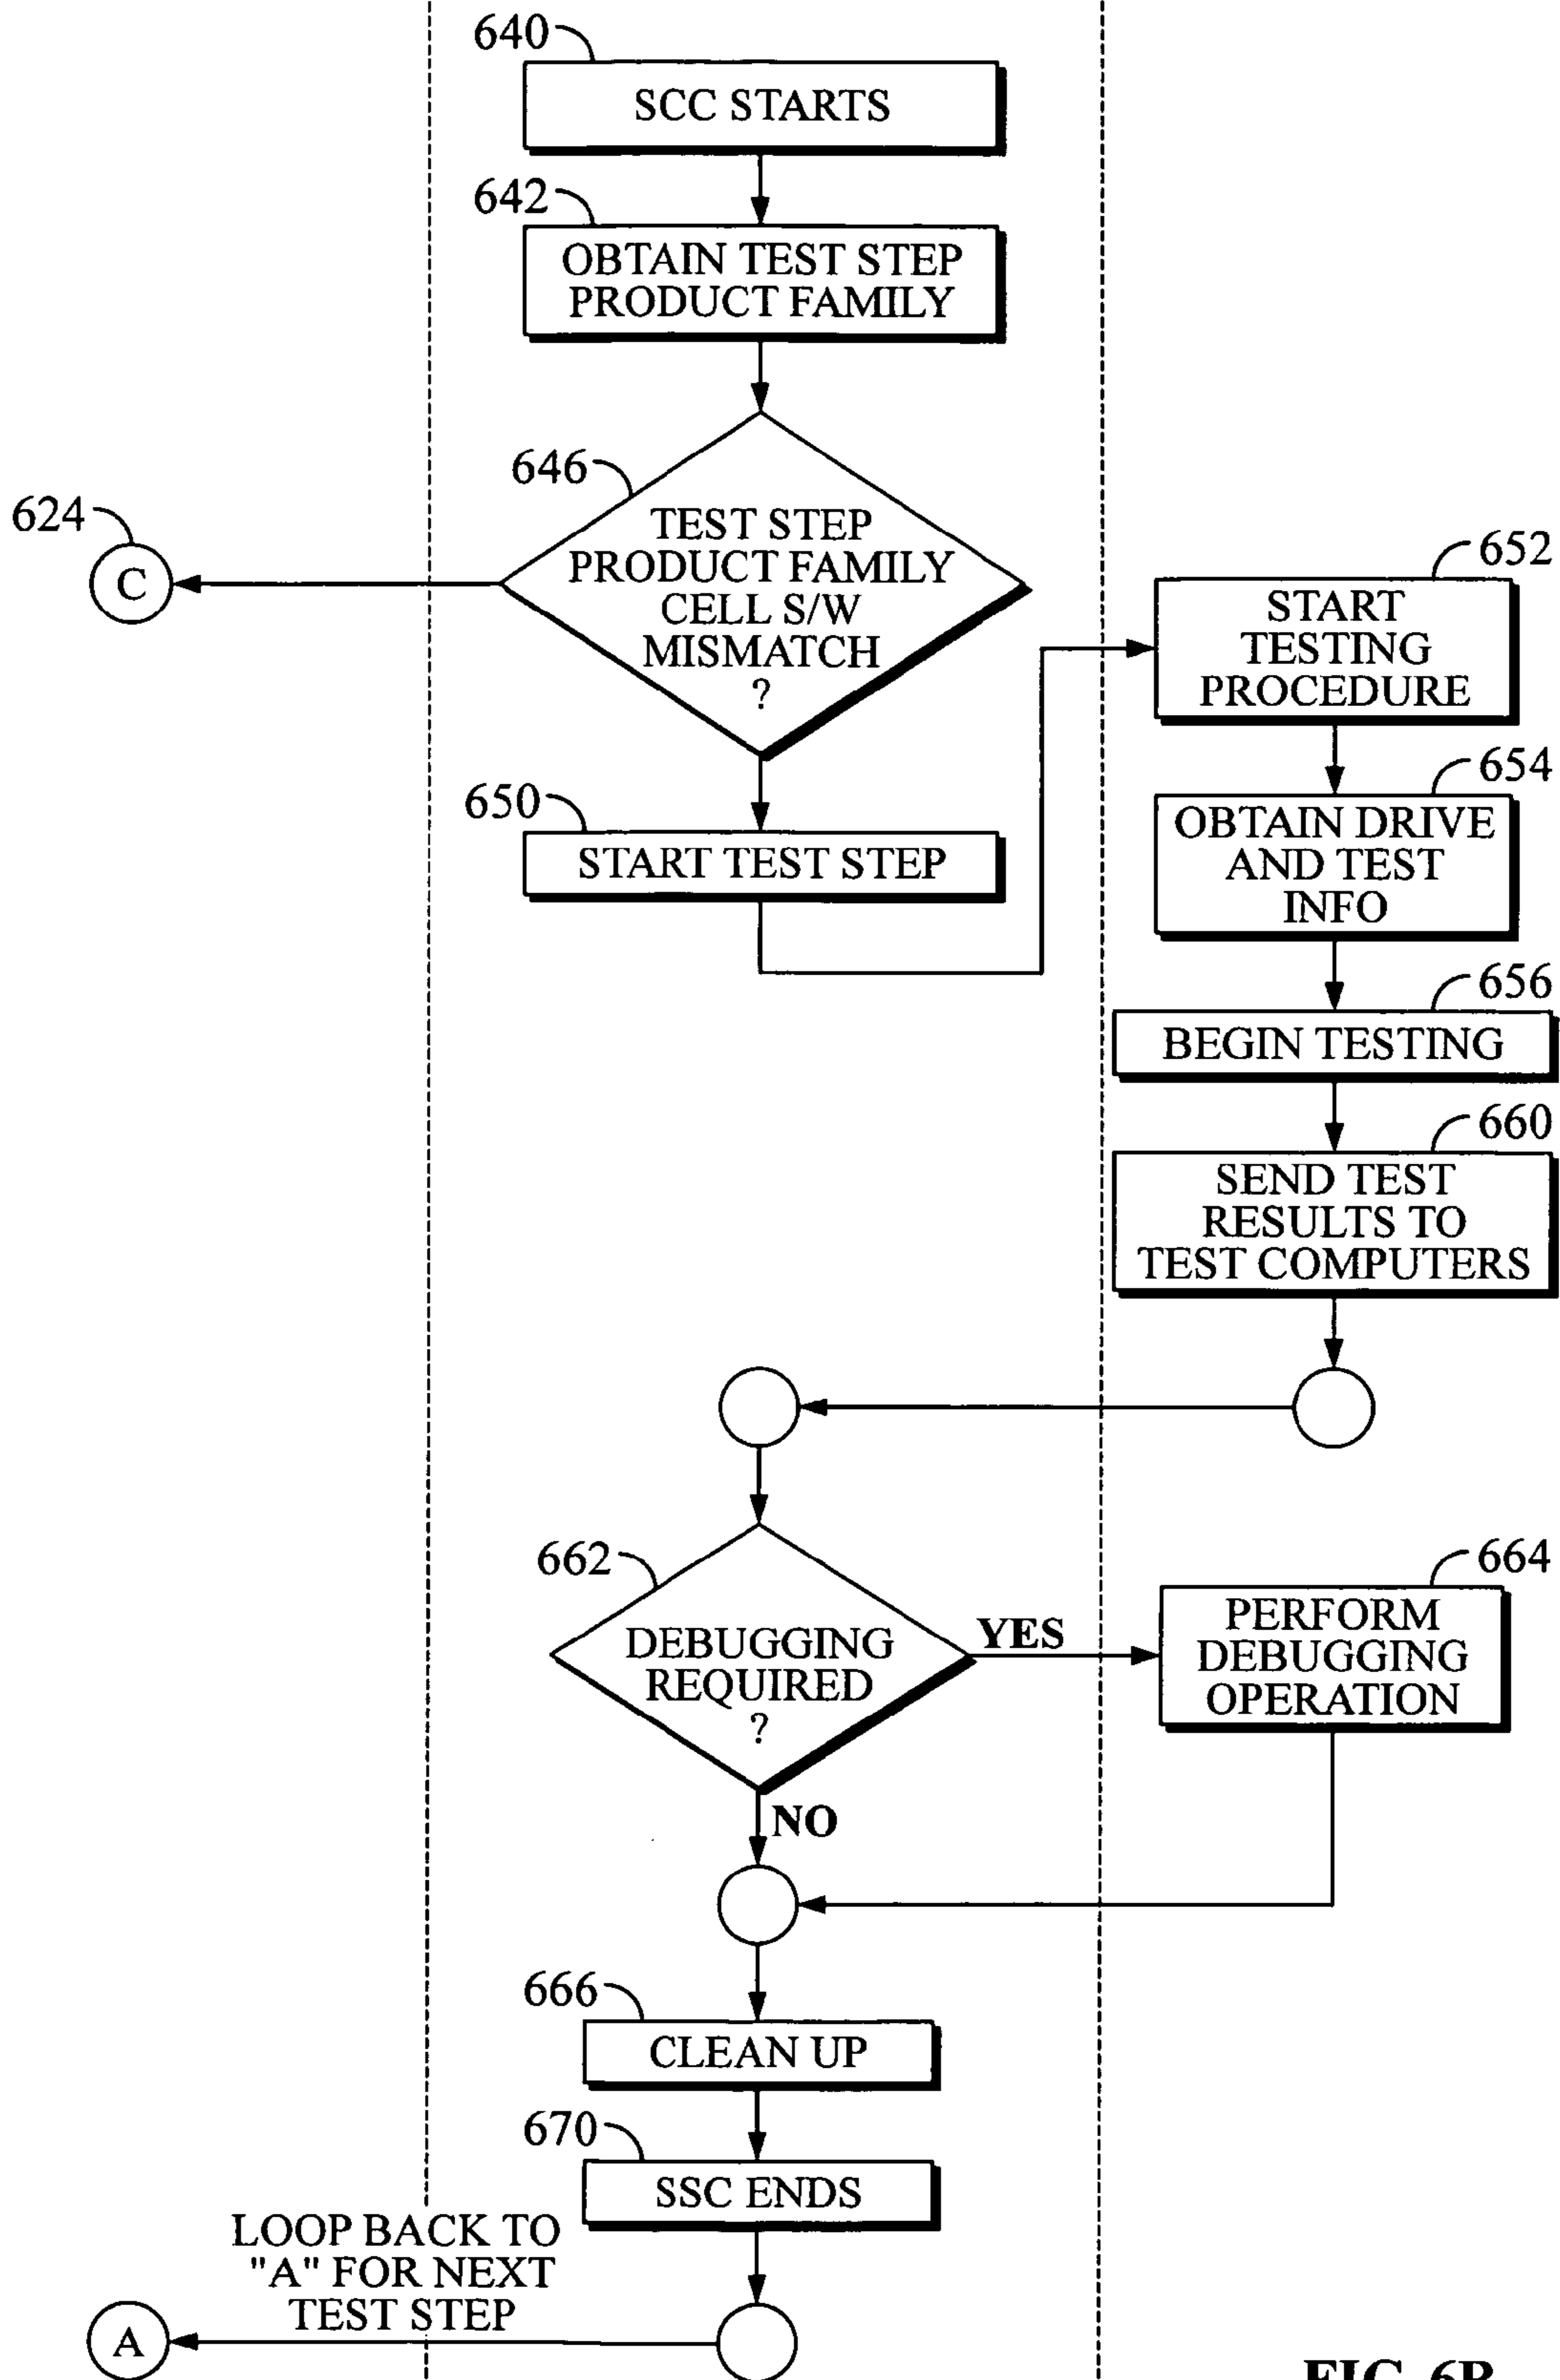 640
SCC STARTS
642
OBTAIN TEST STEP
PRODUCT FAMILY
646
TEST STEP
PRODUCT FAMILY
CELL S/W
MISMATCH
?
624
C
650
START TEST STEP
652
START
TESTING
PROCEDURE
654
OBTAIN DRIVE
AND TEST
INFO
656
BEGIN TESTING
660
SEND TEST
RESULTS TO
TEST COMPUTERS
662
DEBUGGING
REQUIRED
?
YES
664
PERFORM
DEBUGGING
OPERATION
NO
666
CLEAN UP
670
SSC ENDS
LOOP BACK TO
"A" FOR NEXT
TEST STEP
A
FIG. 6B